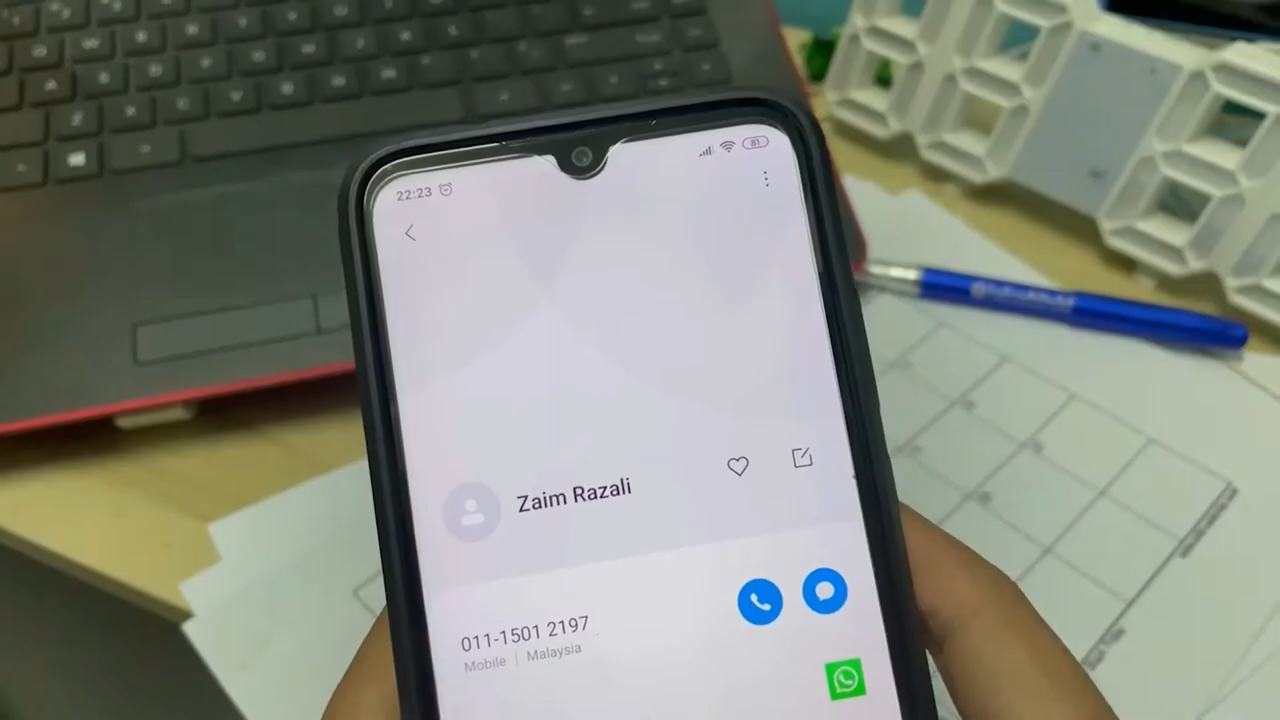 22:23
81
Zaim Razali
011-1501 2197
Mobile | Malaysia